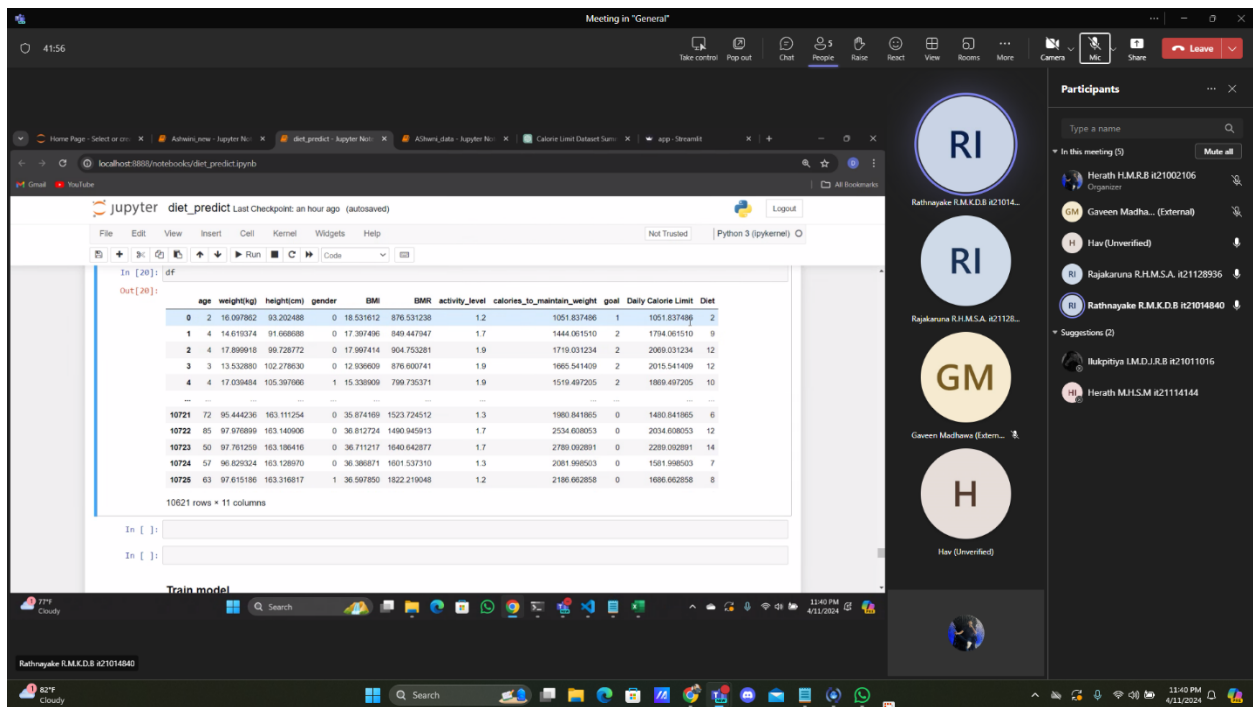 Meeting in "General"
41:56
Take control Pop out Chat People 5 Raise React View Rooms More Camera Mic Share Leave
Home Page - Select or cre Ashwini_new - Jupyter Not diet_predict - Jupyter Note AShwni_data - Jupyter No Calorie Limit Dataset Sum app · Streamlit
localhost:8888/notebooks/diet_predict.ipynb
Gmail YouTube All Bookmarks
jupyter diet_predict Last Checkpoint: an hour ago (autosaved) Logout
File Edit View Insert Cell Kernel Widgets Help Not Trusted Python 3 (ipykernel)
Run Code
In [20]: df
Out[20]:
age weight(kg) height(cm) gender BMI BMR activity_level calories_to_maintain_weight goal Daily Calorie Limit Diet
0 2 16.097862 93.202488 0 18.531612 876.531238 1.2 1051.837486 1 1051.837486 2
1 4 14.619374 91.668688 0 17.397496 849.447947 1.7 1444.061510 2 1794.061510 9
2 4 17.899918 99.728772 0 17.997414 904.753281 1.9 1719.031234 2 2069.031234 12
3 3 13.532880 102.278630 0 12.936609 876.600741 1.9 1665.541409 2 2015.541409 12
4 4 17.039484 105.397666 1 15.338909 799.735371 1.9 1519.497205 2 1869.497205 10
... ... ... ... ... ... ... ... ... ... ... ...
10721 72 95.444236 163.111254 0 35.874169 1523.724512 1.3 1980.841865 0 1480.841865 6
10722 85 97.976899 163.140906 0 36.812724 1490.945913 1.7 2534.608053 0 2034.608053 12
10723 50 97.761259 163.186416 0 36.711217 1640.642877 1.7 2789.092891 0 2289.092891 14
10724 57 96.829324 163.128970 0 36.386871 1601.537310 1.3 2081.998503 0 1581.998503 7
10725 63 97.615186 163.316817 1 36.597850 1822.219048 1.2 2186.662858 0 1686.662858 8
10621 rows × 11 columns
In [ ]:
In [ ]:
Train model
77°F
Cloudy
Search
11:40 PM
4/11/2024
Rathnayake R.M.K.D.B it21014840
RI
Rathnayake R.M.K.D.B it21014...
RI
Rajakaruna R.H.M.S.A. it21128...
GM
Gaveen Madhawa (Extern...
H
Hav (Unverified)
Participants
Type a name
In this meeting (5) Mute all
Herath H.M.R.B it21002106
Organizer
GM Gaveen Madha... (External)
H Hav(Unverified)
RI Rajakaruna R.H.M.S.A. it21128936
RI Rathnayake R.M.K.D.B it21014840
Suggestions (2)
Ilukpitiya I.M.D.J.R.B it21011016
HI Herath M.H.S.M it21114144
82°F
Cloudy
Search
11:40 PM
4/11/2024